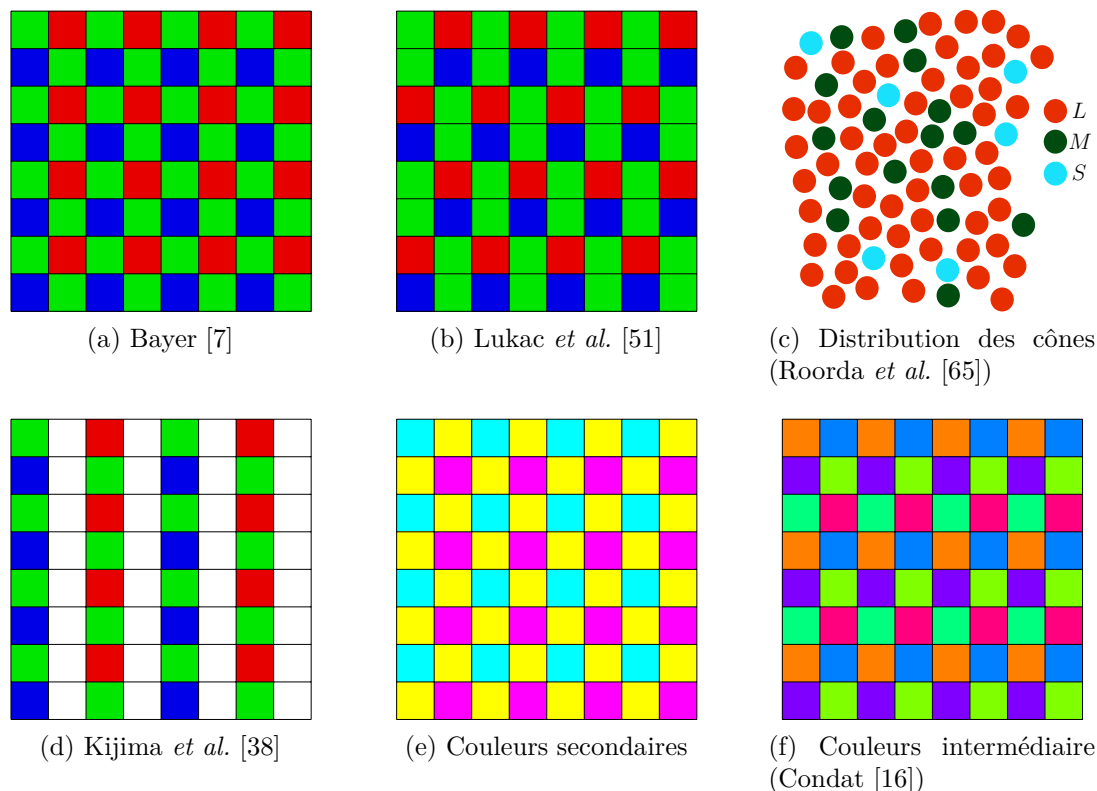 L
M
S
(a) Bayer [7]
(b) Lukac et al. [51]
(c) Distribution des cônes
(Roorda et al. [65])
(d) Kijima et al. [38]
(e) Couleurs secondaires
(f) Couleurs intermédiaire
(Condat [16])